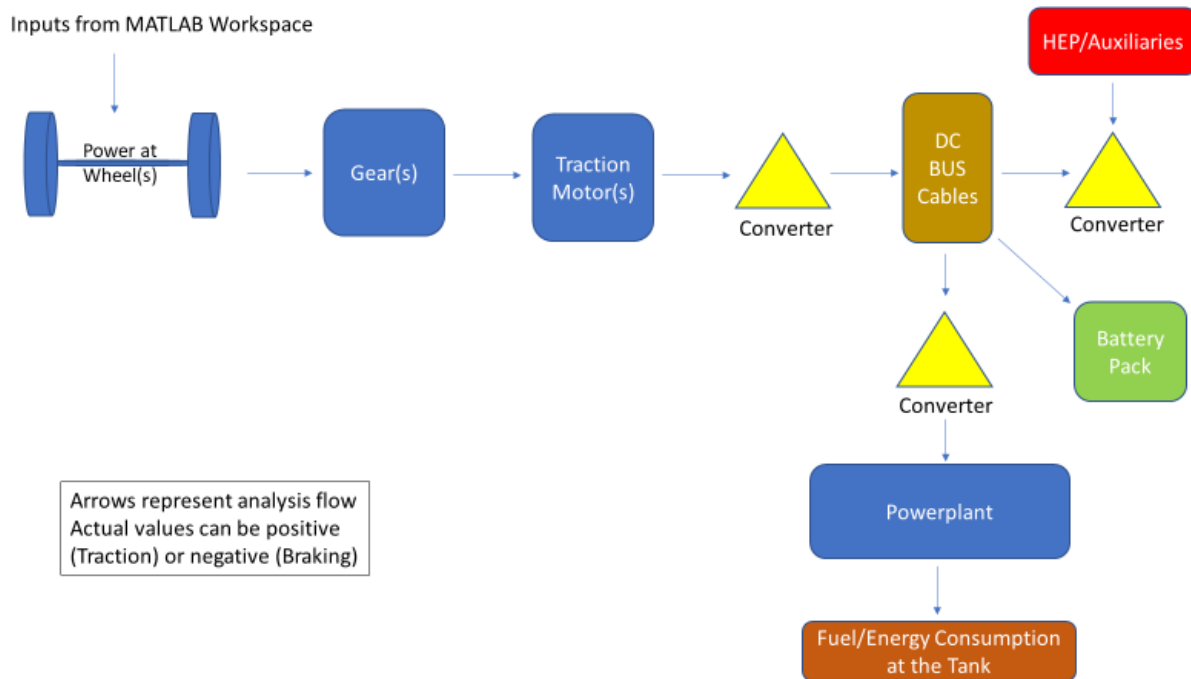 Inputs from MATLAB Workspace
HEP/Auxiliaries
Power at
Wheel(s)
Gear(s)
Traction
Motor(s)
Converter
DC
BUS
Cables
Converter
Battery
Pack
Converter
Arrows represent analysis flow
Actual values can be positive
(Traction) or negative (Braking)
Powerplant
Fuel/Energy Consumption
at the Tank